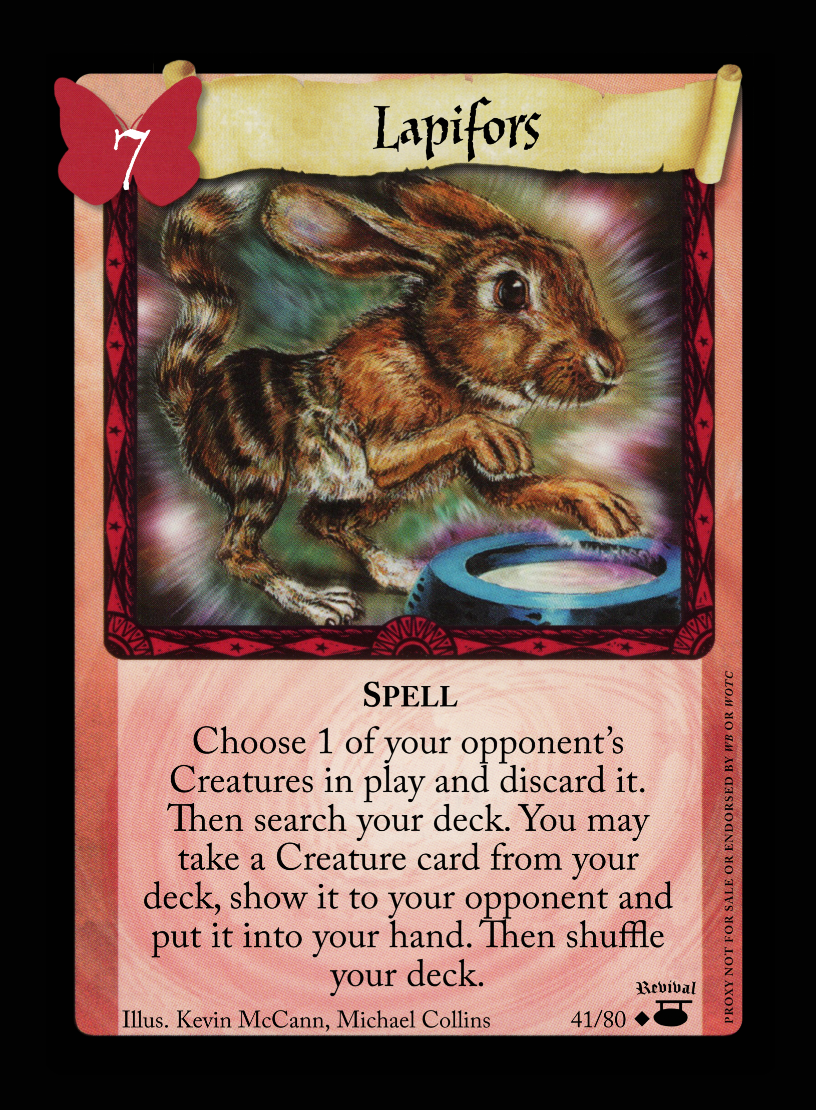 7
Lapifors
SPELL
Choose 1 of your opponent's
Creatures in play and discard it.
Then search your deck. You may
take a Creature card from your
deck, show it to your opponent and
put it into your hand. Then shuffle
your deck.
Revival
Illus. Kevin McCann, Michael Collins
41/80
PROXY NOT FOR SALE OR ENDORSED BY WB OR WOTC